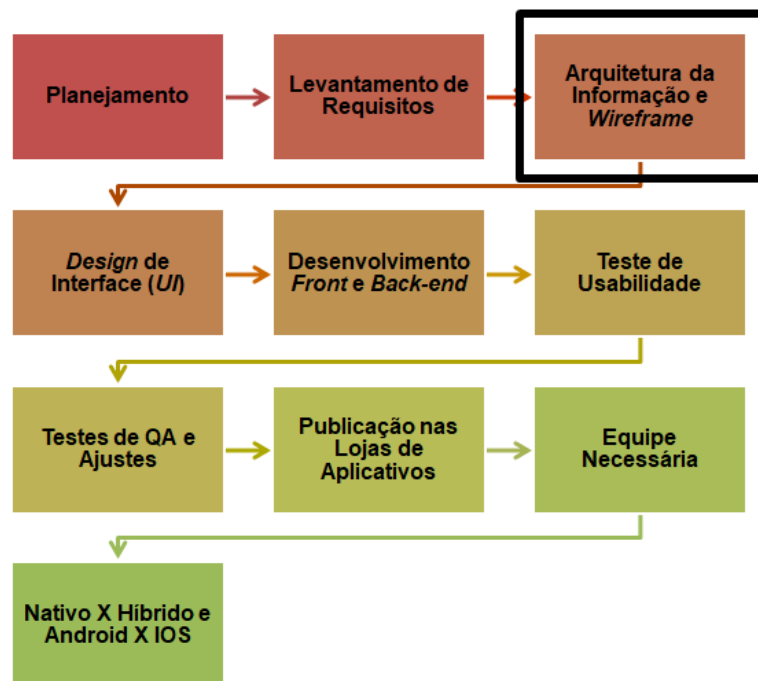 Planejamento
Levantamento de
Requisitos
Arquitetura da
Informação e
Wireframe
Design de
Interface (UI)
Desenvolvimento
Front e Back-end
Teste de
Usabilidade
Testes de QA e
Ajustes
Publicação nas
Lojas de
Aplicativos
Equipe
Necessária
Nativo X Híbrido e
Android X IOS